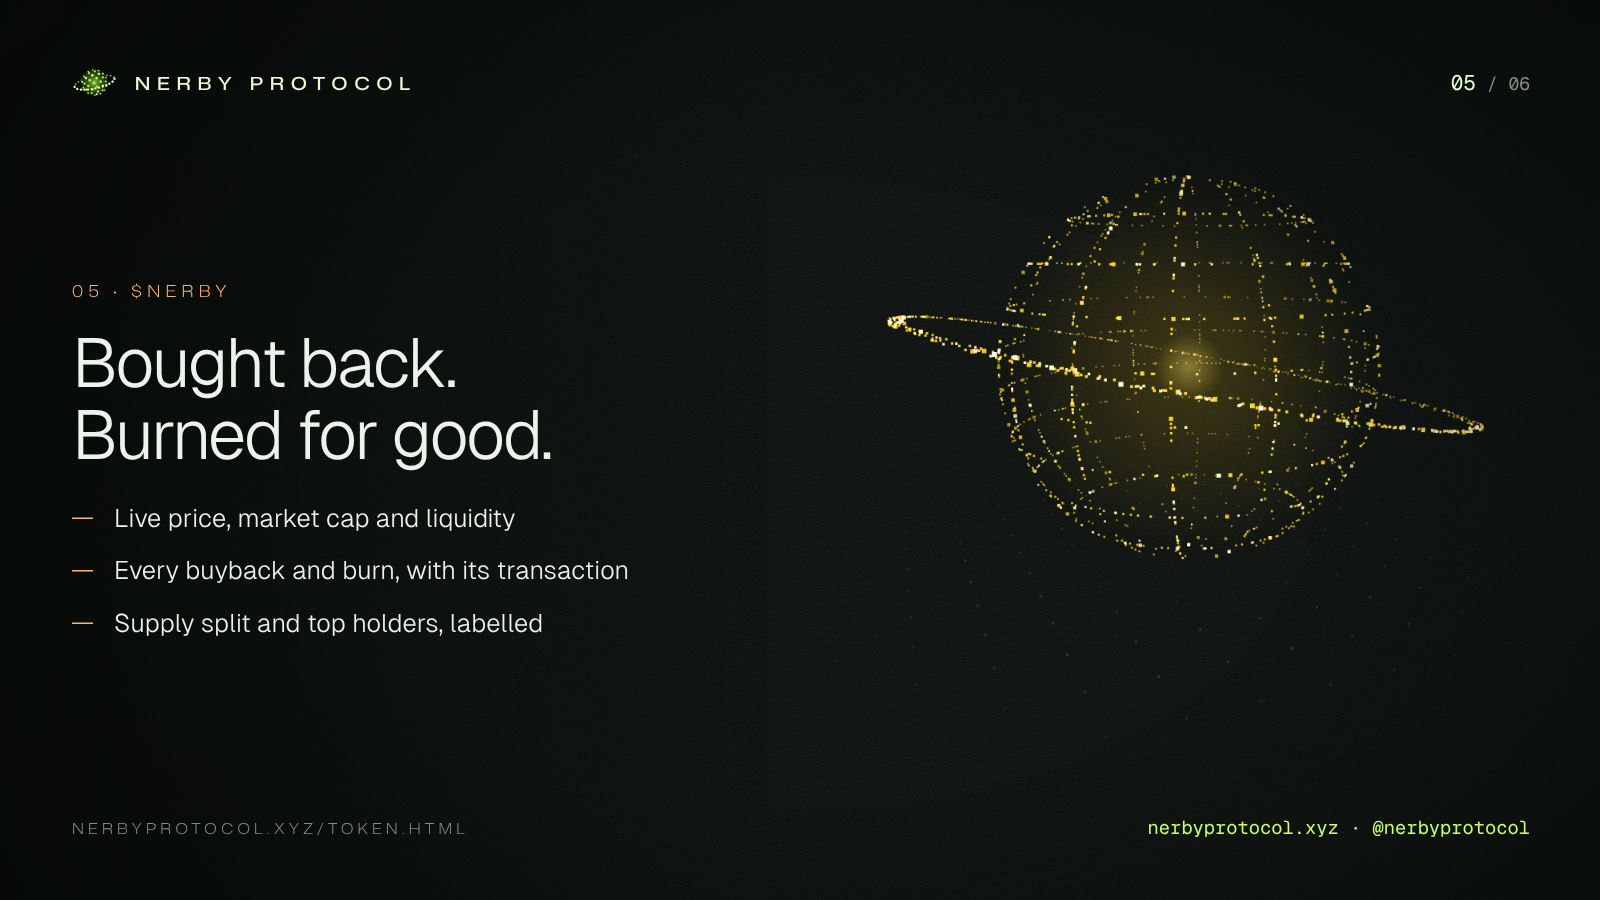 NERBY PROTOCOL
05 / 06
05 · $NERBY
Bought back.
Burned for good.
— Live price, market cap and liquidity
— Every buyback and burn, with its transaction
— Supply split and top holders, labelled
NERBYPROTOCOL.XYZ/TOKEN.HTML
nerbyprotocol.xyz · @nerbyprotocol